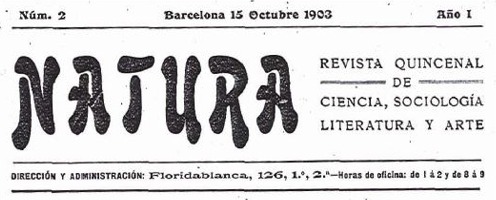 Núm. 2 Barcelona 15 Octubre 1903 Año I
NATURA
REVISTA QUINCENAL
DE
CIENCIA, SOCIOLOGÍA
LITERATURA Y ARTE
DIRECCIÓN Y ADMINISTRACIÓN: Floridablanca, 126, 1.º, 2.ª—Horas de oficina: de 1 á 2 y de 8 á 9